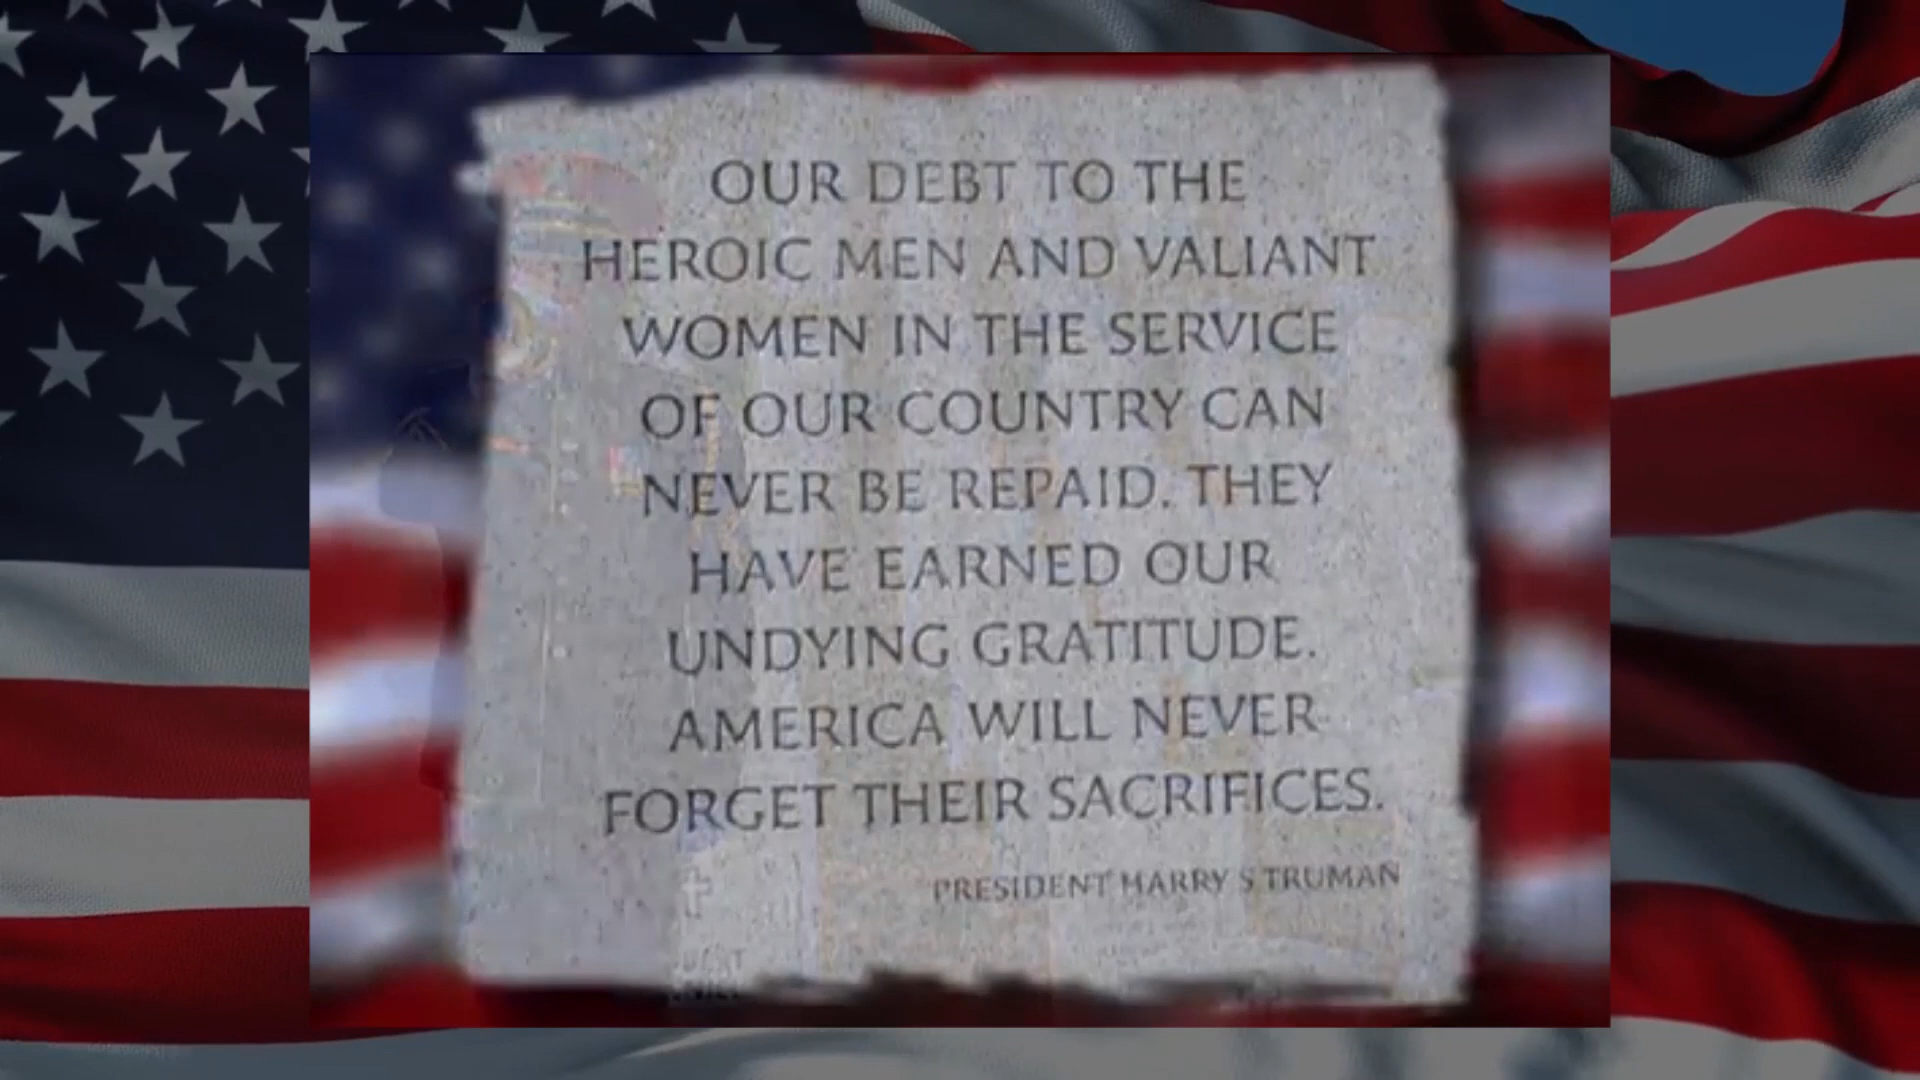 OUR DEBT TO THE
HEROIC MEN AND VALIANT
WOMEN IN THE SERVICE
OF OUR COUNTRY CAN
NEVER BE REPAID. THEY
HAVE EARNED OUR
UNDYING GRATITUDE.
AMERICA WILL NEVER
FORGET THEIR SACRIFICES.
PRESIDENT HARRY S TRUMAN